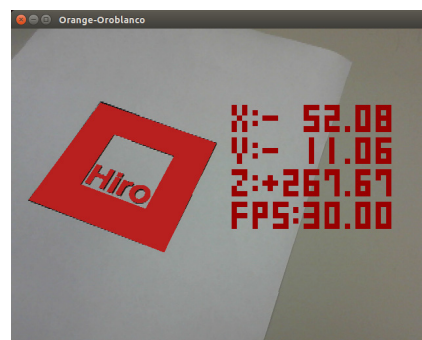 Orange-Oroblanco
Hiro
X:- 52.08
Y:- 11.06
Z:+267.67
FPS:30.00